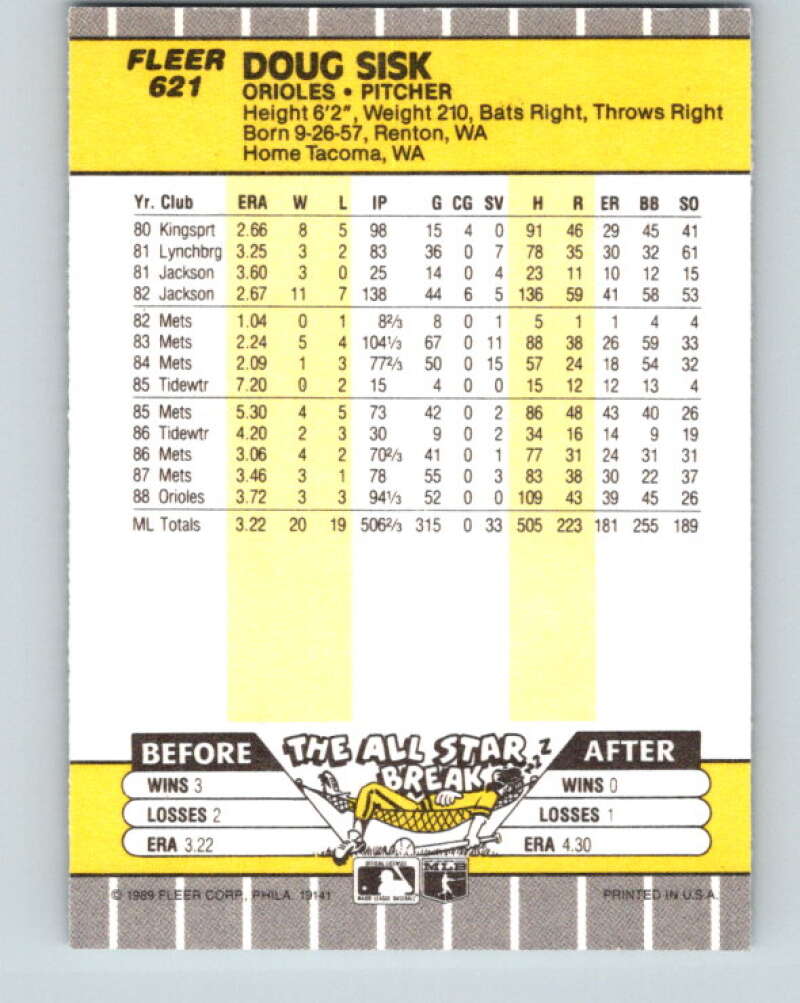 FLEER
621
DOUG SISK
ORIOLES • PITCHER
Height 6'2", Weight 210, Bats Right, Throws Right
Born 9-26-57, Renton, WA
Home Tacoma, WA
Yr. Club ERA W L IP G CG SV H R ER BB SO
80 Kingsprt 2.66 8 5 98 15 4 0 91 46 29 45 41
81 Lynchbrg 3.25 3 2 83 36 0 7 78 35 30 32 61
81 Jackson 3.60 3 0 25 14 0 4 23 11 10 12 15
82 Jackson 2.67 11 7 138 44 6 5 136 59 41 58 53
82 Mets 1.04 0 1 8⅔ 8 0 1 5 1 1 4 4
83 Mets 2.24 5 4 104⅓ 67 0 11 88 38 26 59 33
84 Mets 2.09 1 3 77⅔ 50 0 15 57 24 18 54 32
85 Tidewtr 7.20 0 2 15 4 0 0 15 12 12 13 4
85 Mets 5.30 4 5 73 42 0 2 86 48 43 40 26
86 Tidewtr 4.20 2 3 30 9 0 2 34 16 14 9 19
86 Mets 3.06 4 2 70⅔ 41 0 1 77 31 24 31 31
87 Mets 3.46 3 1 78 55 0 3 83 38 30 22 37
88 Orioles 3.72 3 3 94⅓ 52 0 0 109 43 39 45 26
ML Totals 3.22 20 19 506⅔ 315 0 33 505 223 181 255 189
BEFORE THE ALL STAR BREAK zzZ AFTER
WINS 3 WINS 0
LOSSES 2 LOSSES 1
ERA 3.22 ERA 4.30
OFFICIAL LICENSEE
MAJOR LEAGUE BASEBALL
MLB
© 1989 FLEER CORP., PHILA. 19141 PRINTED IN U.S.A.